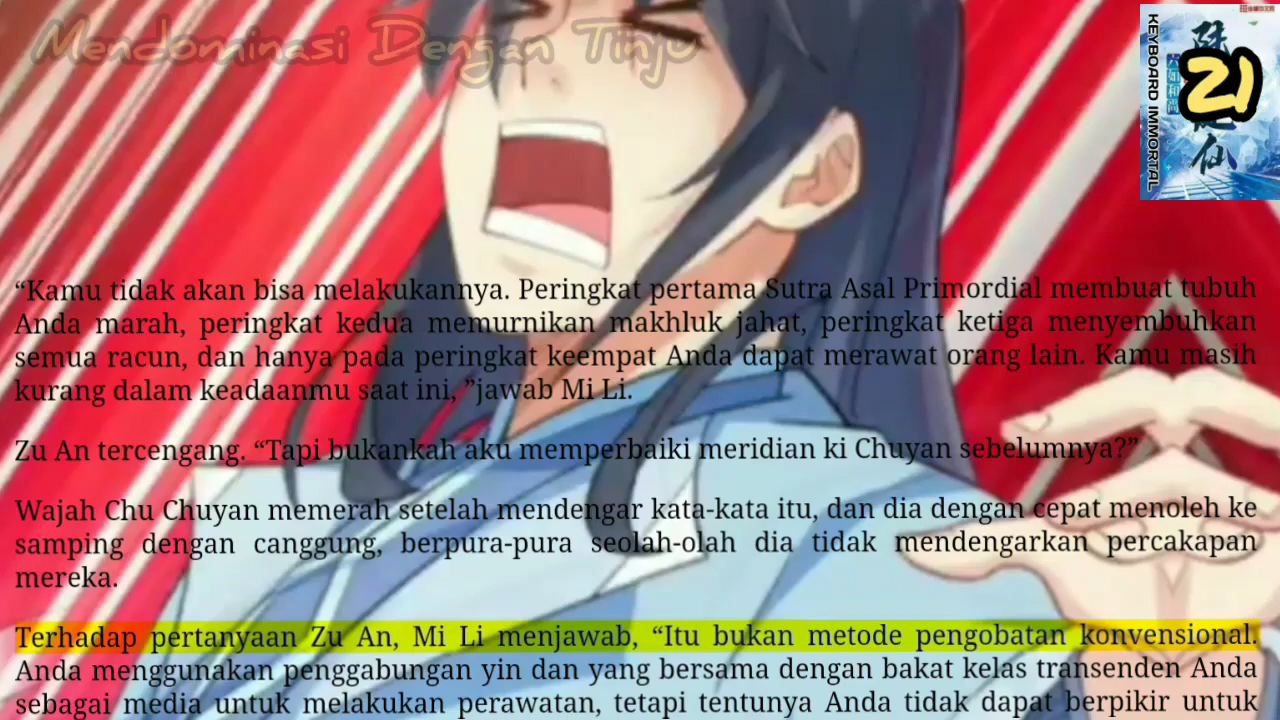 Mendominasi Dengan Tinju
KEYBOARD IMMORTAL
21
仙
六如和尚
“Kamu tidak akan bisa melakukannya. Peringkat pertama Sutra Asal Primordial membuat tubuh
Anda marah, peringkat kedua memurnikan makhluk jahat, peringkat ketiga menyembuhkan
semua racun, dan hanya pada peringkat keempat Anda dapat merawat orang lain. Kamu masih
kurang dalam keadaanmu saat ini, ”jawab Mi Li.
Zu An tercengang. “Tapi bukankah aku memperbaiki meridian ki Chuyan sebelumnya?”
Wajah Chu Chuyan memerah setelah mendengar kata-kata itu, dan dia dengan cepat menoleh ke
samping dengan canggung, berpura-pura seolah-olah dia tidak mendengarkan percakapan
mereka.
Terhadap pertanyaan Zu An, Mi Li menjawab, “Itu bukan metode pengobatan konvensional.
Anda menggunakan penggabungan yin dan yang bersama dengan bakat kelas transenden Anda
sebagai media untuk melakukan perawatan, tetapi tentunya Anda tidak dapat berpikir untuk